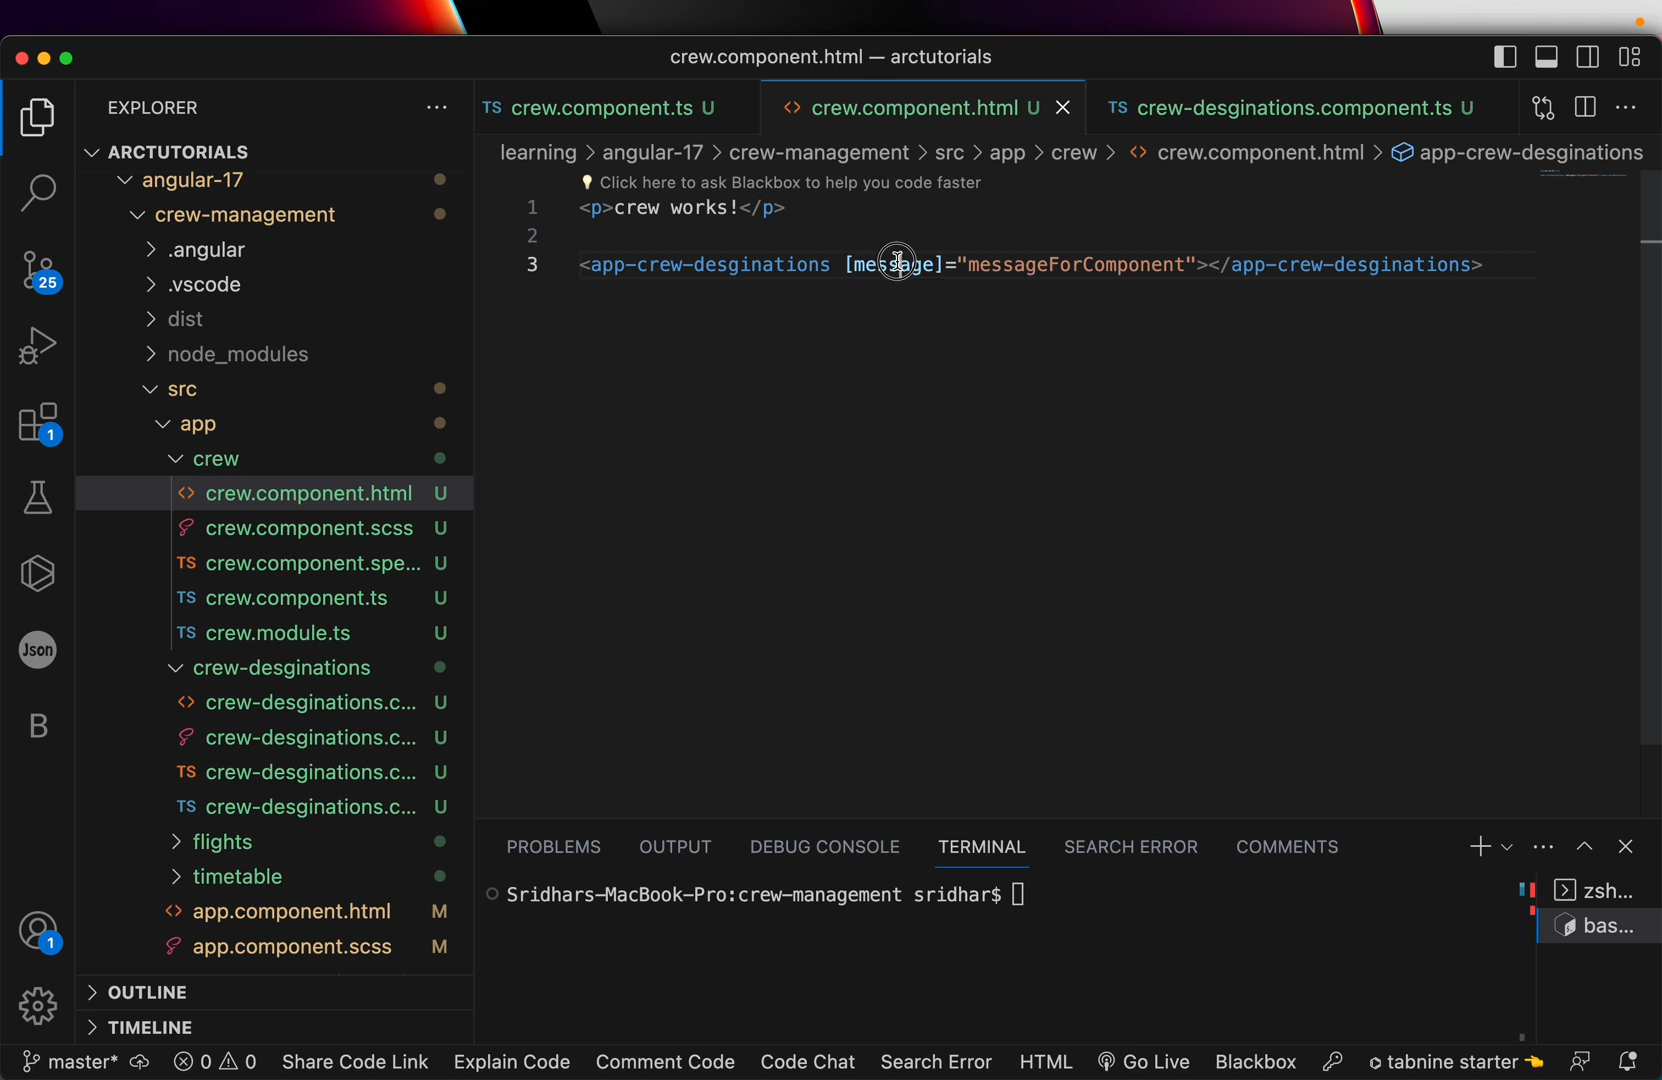 crew.component.html — arctutorials
EXPLORER
ARCTUTORIALS
angular-17
crew-management
.angular
.vscode
dist
node_modules
src
app
crew
crew.component.html U
crew.component.scss U
TS crew.component.spe... U
TS crew.component.ts U
TS crew.module.ts U
crew-desginations
crew-desginations.c... U
crew-desginations.c... U
TS crew-desginations.c... U
TS crew-desginations.c... U
flights
timetable
app.component.html M
app.component.scss M
OUTLINE
TIMELINE
25
1
Json
B
1
TS crew.component.ts U
crew.component.html U
TS crew-desginations.component.ts U
learning > angular-17 > crew-management > src > app > crew > crew.component.html > app-crew-desginations
Click here to ask Blackbox to help you code faster
1 <p>crew works!</p>
2
3 <app-crew-desginations [message]="messageForComponent"></app-crew-desginations>
PROBLEMS OUTPUT DEBUG CONSOLE TERMINAL SEARCH ERROR COMMENTS
Sridhars-MacBook-Pro:crew-management sridhar$
zsh...
bas...
master* 0 0 Share Code Link Explain Code Comment Code Code Chat Search Error HTML Go Live Blackbox tabnine starter